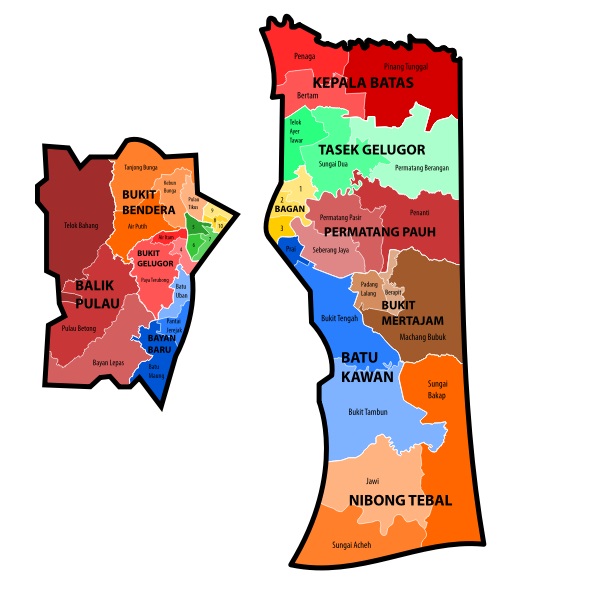 Penaga
Pinang Tunggal
KEPALA BATAS
Bertam
Telok
Ayer
Tawar
TASEK GELUGOR
Sungai Dua
Permatang Berangan
1
2
BAGAN
3
Permatang Pasir
Penanti
PERMATANG PAUH
Seberang Jaya
Prai
Padang
Lalang
Berapit
BUKIT
MERTAJAM
Machang Bubuk
Bukit Tengah
BATU
KAWAN
Sungai
Bakap
Bukit Tambun
Jawi
NIBONG TEBAL
Sungai Acheh
Tanjong Bunga
Kebun
Bunga
BUKIT
BENDERA
Pulau
Tikus
Air Putih
Telok Bahang
9
8
10
5
7
6
Air Itam
BUKIT
GELUGOR
Paya Terubong
Batu
Uban
BALIK
PULAU
Pulau Betong
Pantai
Jerejak
BAYAN
BARU
Bayan Lepas
Batu
Maung